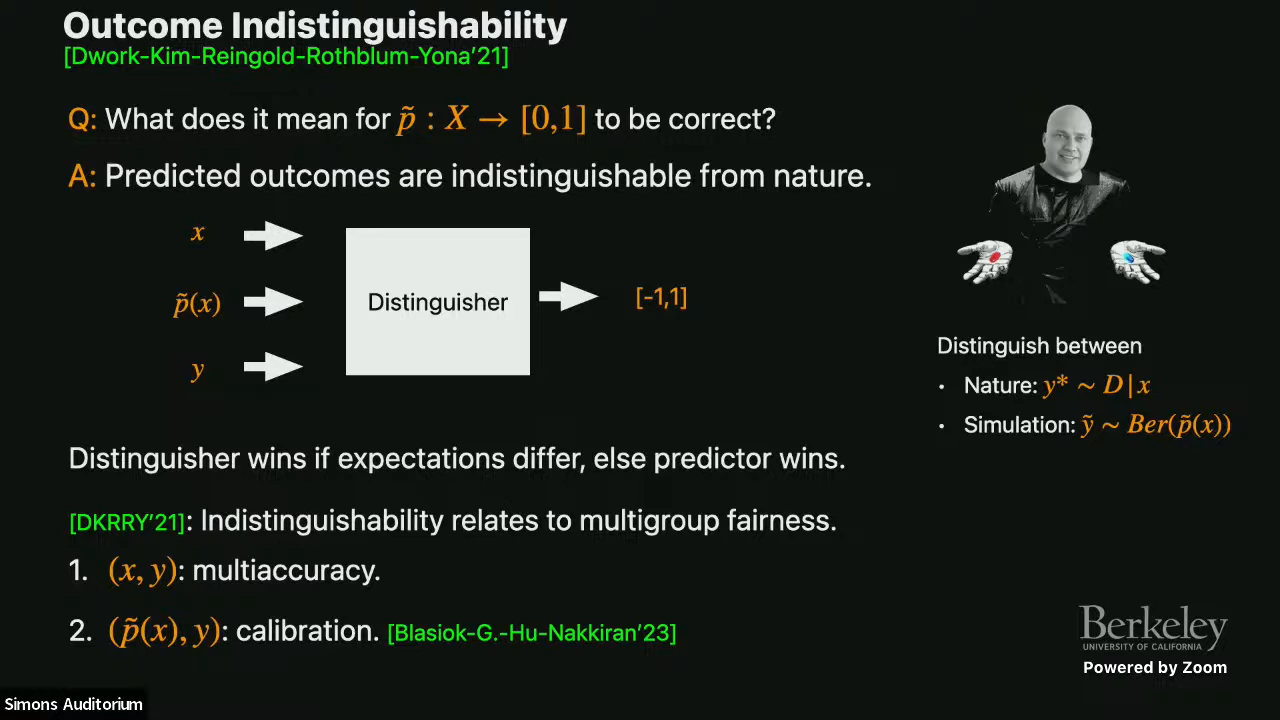 Outcome Indistinguishability
[Dwork-Kim-Reingold-Rothblum-Yona'21]
Q: What does it mean for p̃ : X → [0,1] to be correct?
A: Predicted outcomes are indistinguishable from nature.
x
p̃(x)
y
Distinguisher
[-1,1]
Distinguish between
• Nature: y* ~ D|x
• Simulation: ỹ ~ Ber(p̃(x))
Distinguisher wins if expectations differ, else predictor wins.
[DKRRY'21]: Indistinguishability relates to multigroup fairness.
1. (x, y): multiaccuracy.
2. (p̃(x), y): calibration. [Blasiok-G.-Hu-Nakkiran'23]
Berkeley
UNIVERSITY OF CALIFORNIA
Powered by Zoom
Simons Auditorium